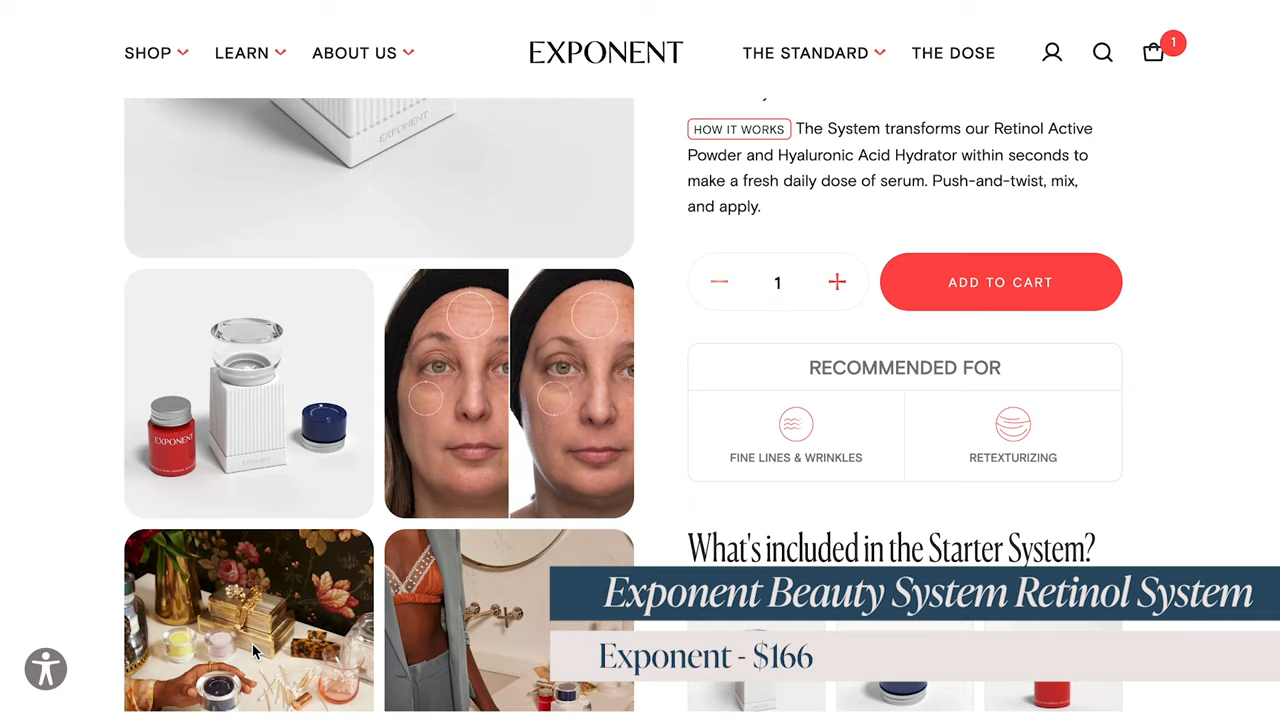 SHOP LEARN ABOUT US EXPONENT THE STANDARD THE DOSE 1
EXPONENT
HOW IT WORKS The System transforms our Retinol Active
Powder and Hyaluronic Acid Hydrator within seconds to
make a fresh daily dose of serum. Push-and-twist, mix,
and apply.
1 ADD TO CART
RECOMMENDED FOR
FINE LINES & WRINKLES RETEXTURIZING
EXPONENT
EXPONENT
What's included in the Starter System?
Exponent Beauty System Retinol System
Exponent - $166